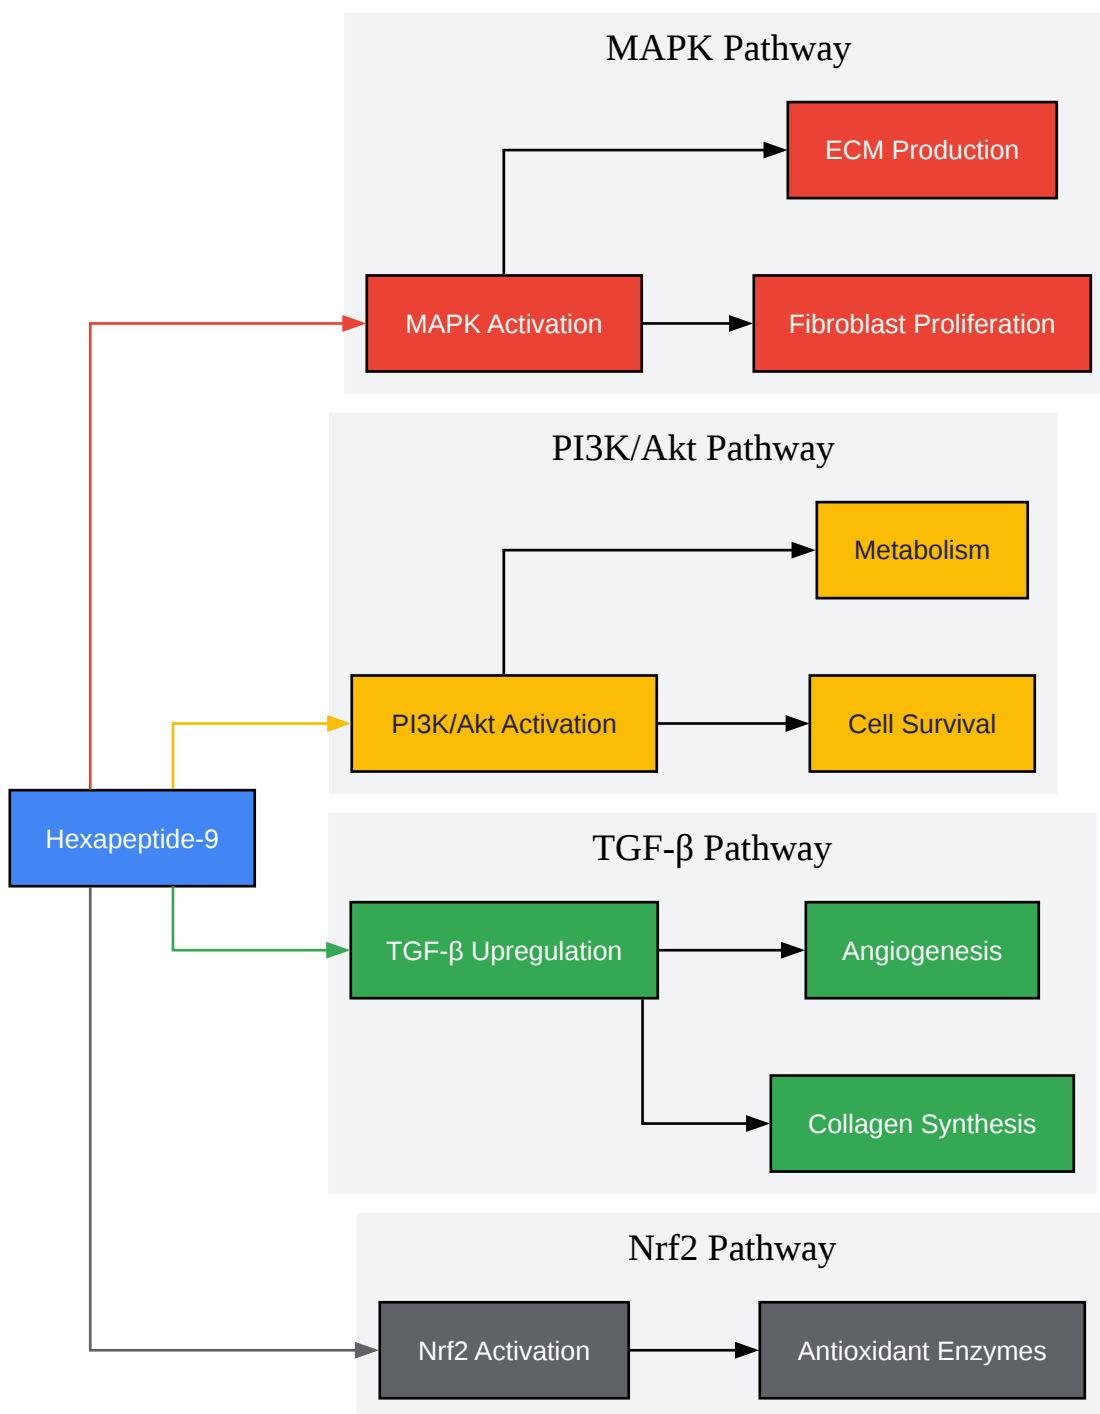 MAPK Pathway
ECM Production
MAPK Activation
Fibroblast Proliferation
PI3K/Akt Pathway
Metabolism
PI3K/Akt Activation
Cell Survival
Hexapeptide-9
TGF-β Pathway
TGF-β Upregulation
Angiogenesis
Collagen Synthesis
Nrf2 Pathway
Nrf2 Activation
Antioxidant Enzymes